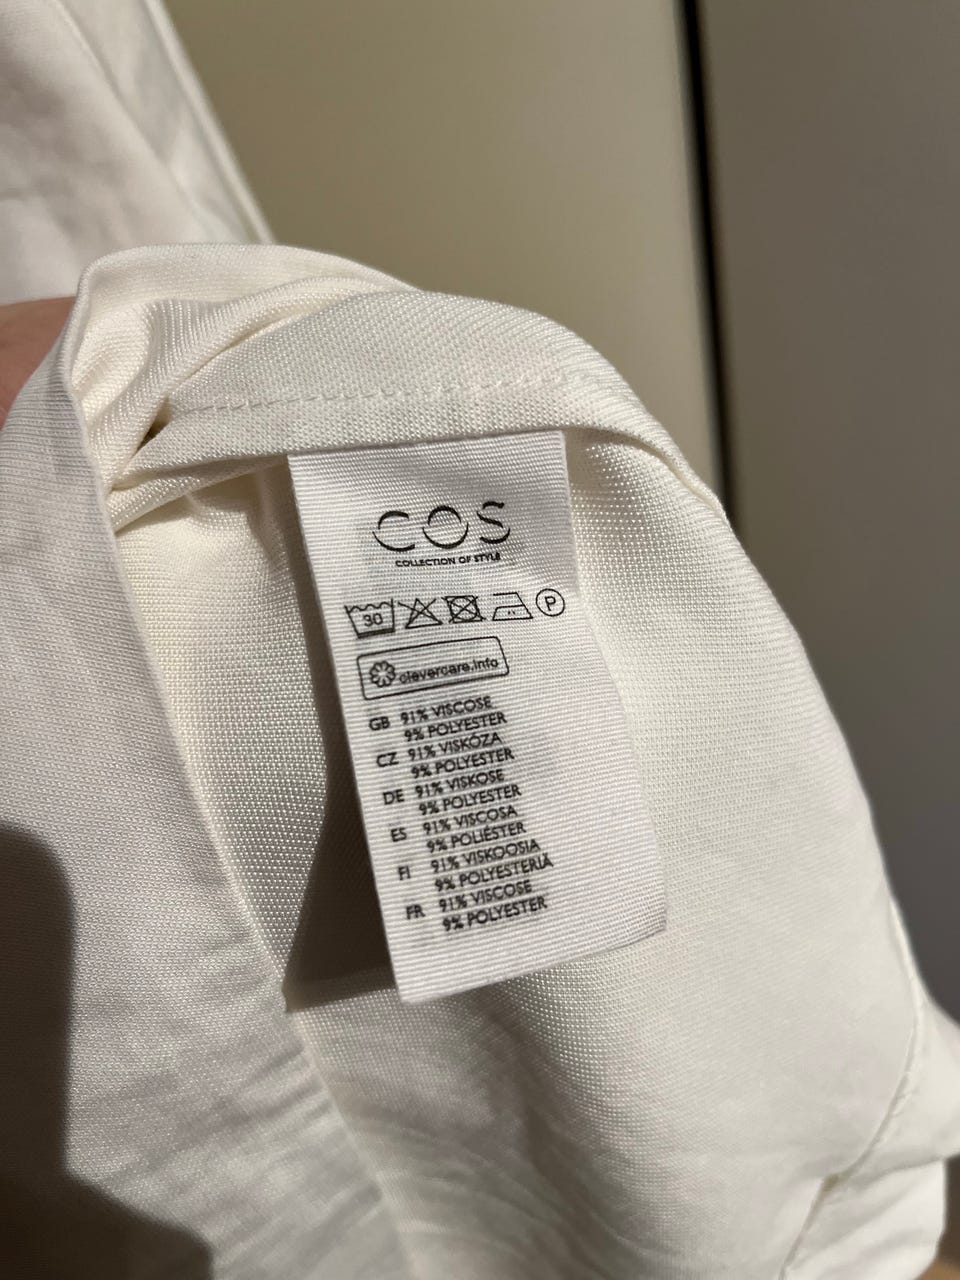 COS
COLLECTION OF STYLE
30 P
clevercare.info
GB 91% VISCOSE
9% POLYESTER
CZ 91% VISKÓZA
9% POLYESTER
DE 91% VISKOSE
9% POLYESTER
ES 91% VISCOSA
9% POLIÉSTER
FI 91% VISKOOSIA
9% POLYESTERIÄ
FR 91% VISCOSE
9% POLYESTER